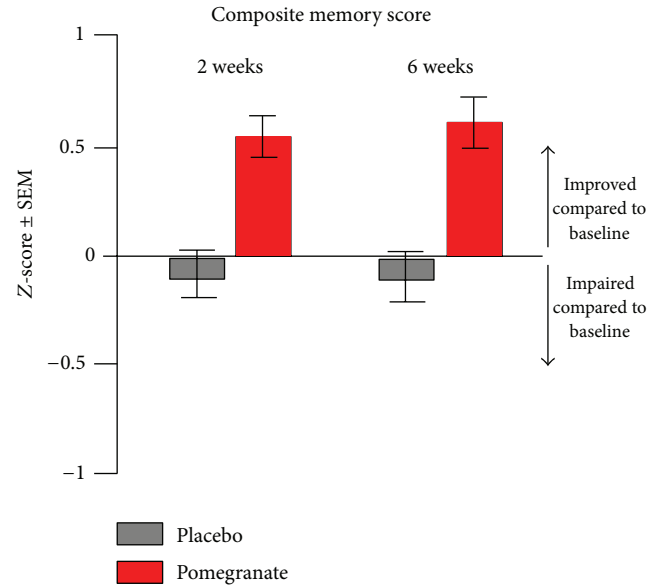 Composite memory score
2 weeks
6 weeks
1
0.5
0
−0.5
−1
Z-score ± SEM
Improved
compared to
baseline
Impaired
compared to
baseline
Placebo
Pomegranate